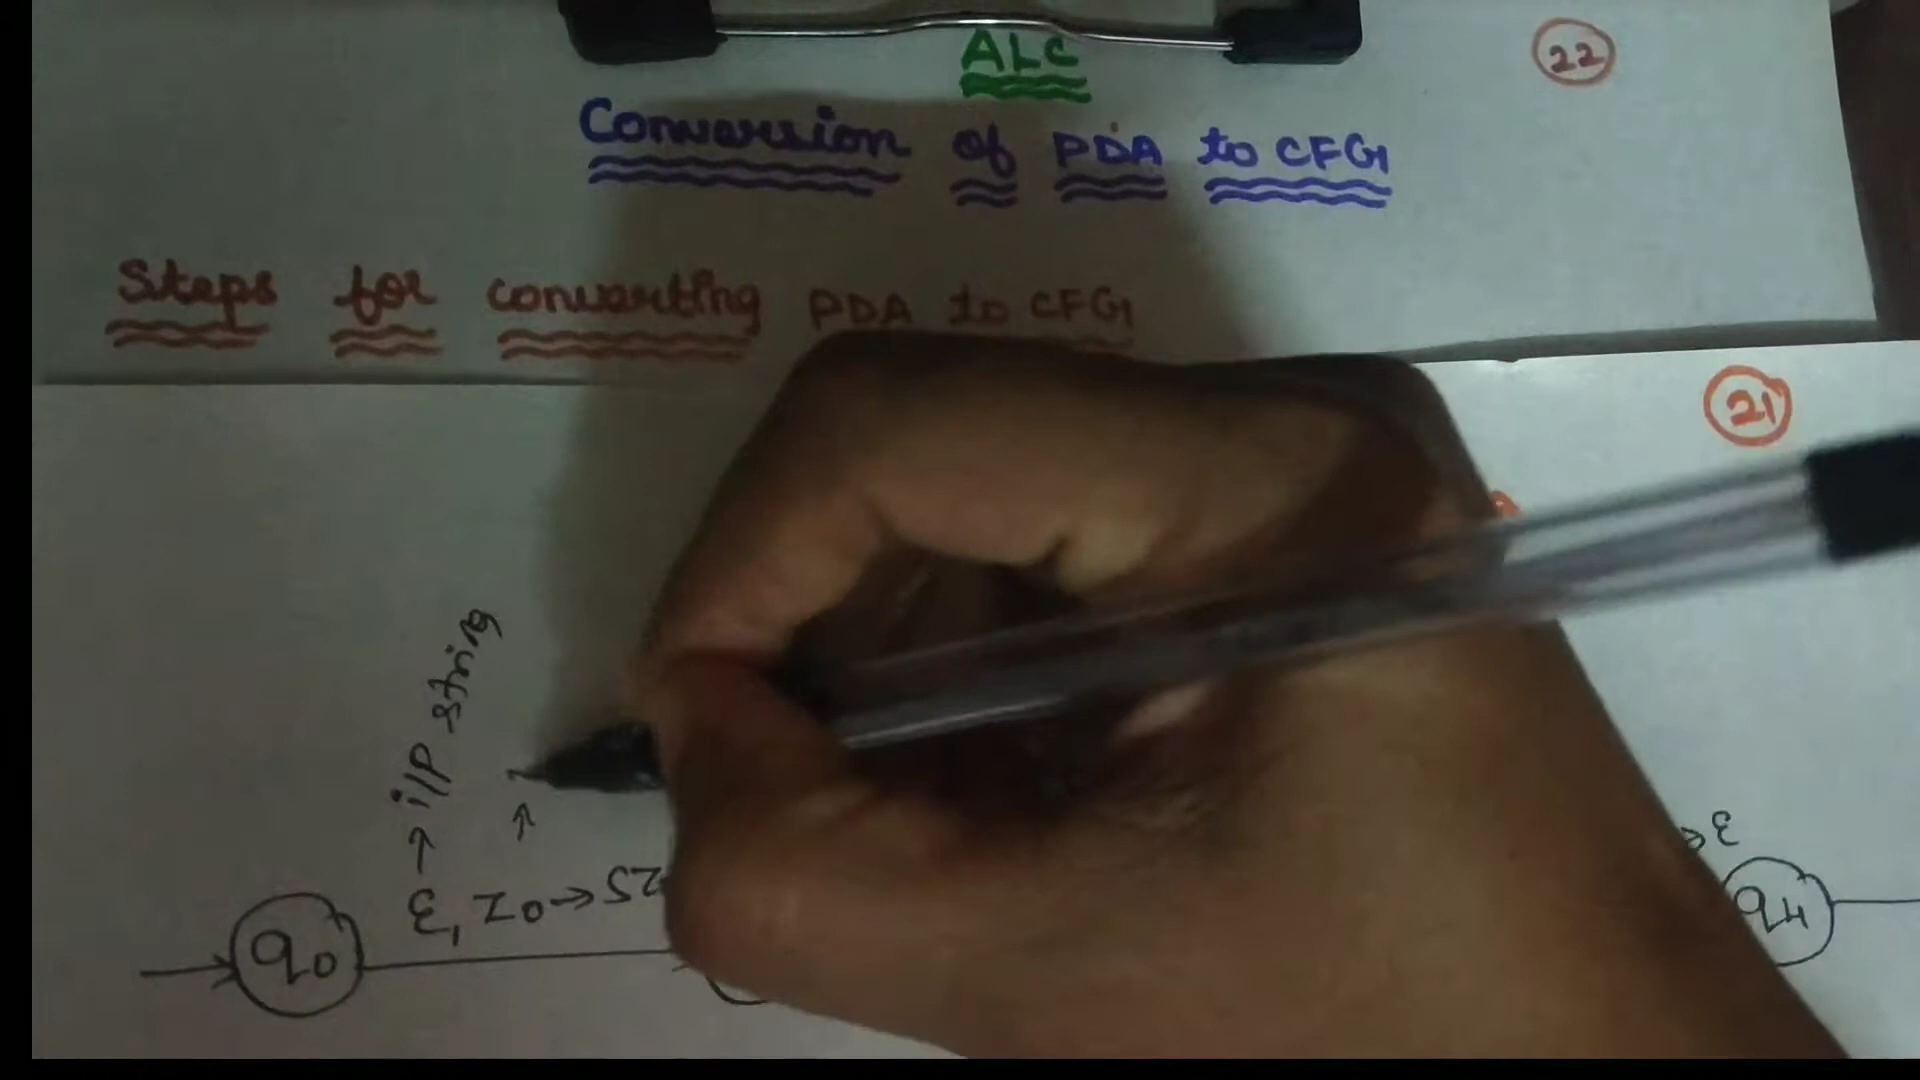 ALC
22
Conversion of PDA to CFG
Steps for converting PDA to CFG
21
ε → i/p string
ε, Z0 → SZ
→ε
q0
q4